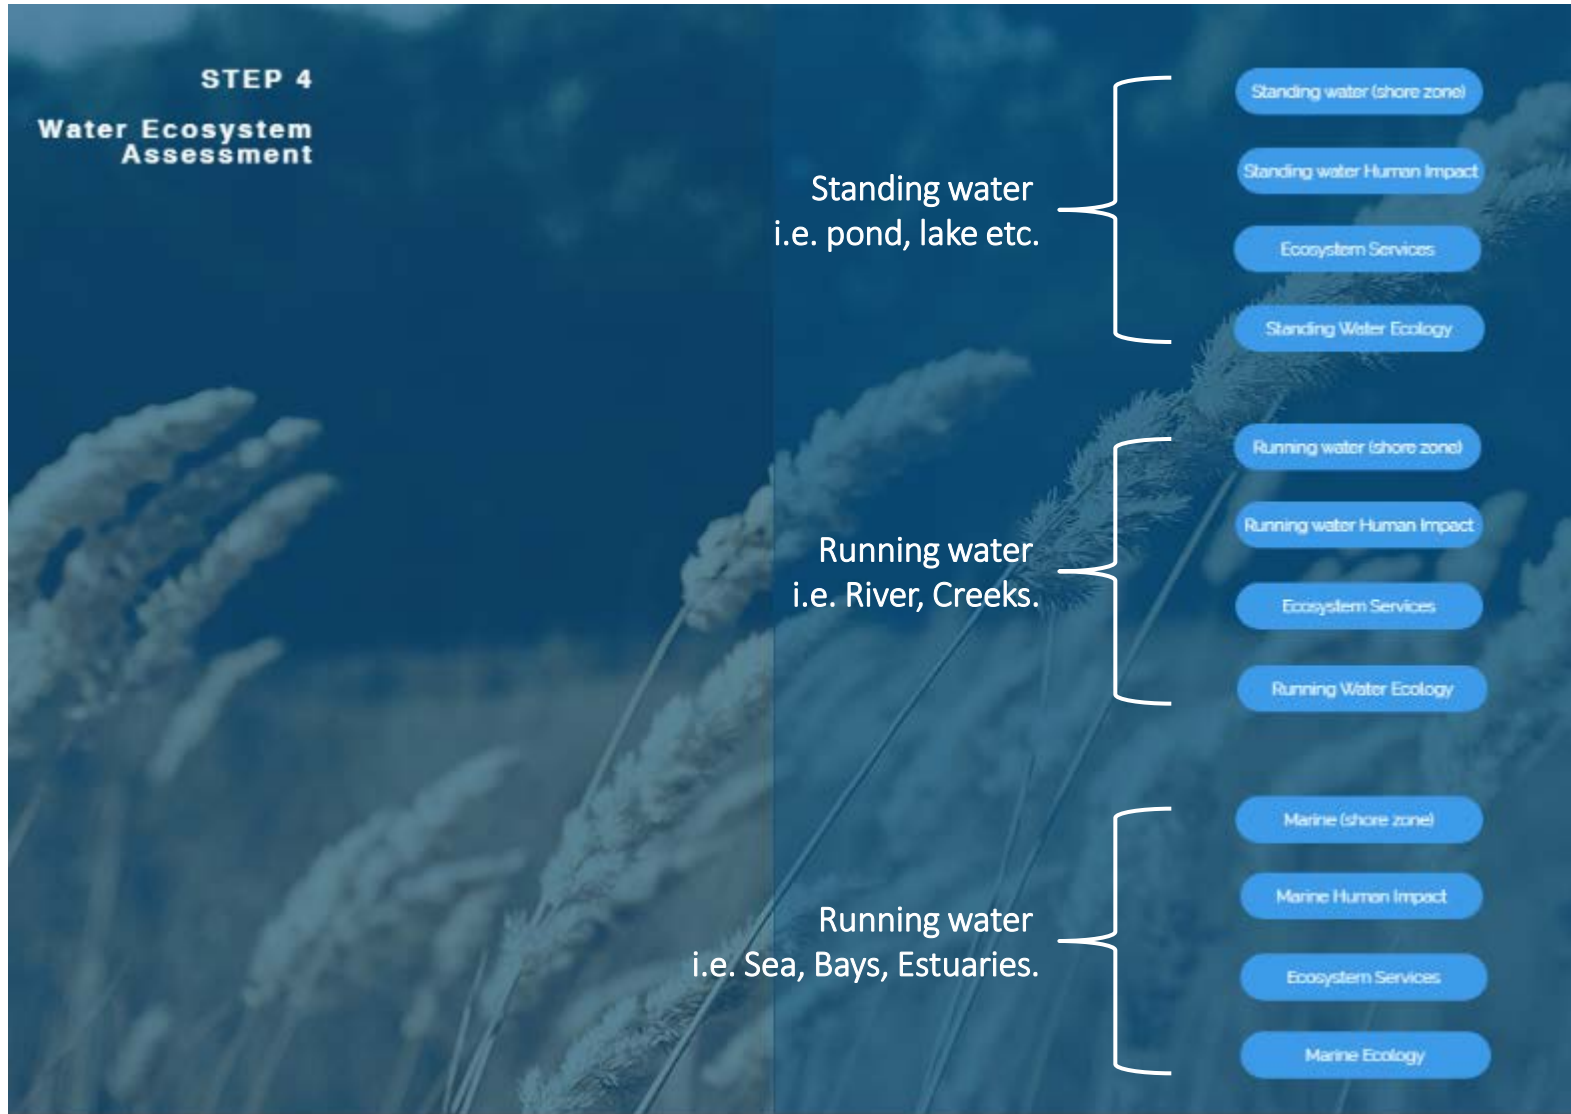 STEP 4
Water Ecosystem
Assessment
Standing water
i.e. pond, lake etc.
Standing water (shore zone)
Standing water Human Impact
Ecosystem Services
Standing Water Ecology
Running water
i.e. River, Creeks.
Running water (shore zone)
Running water Human Impact
Ecosystem Services
Running Water Ecology
Running water
i.e. Sea, Bays, Estuaries.
Marine (shore zone)
Marine Human Impact
Ecosystem Services
Marine Ecology